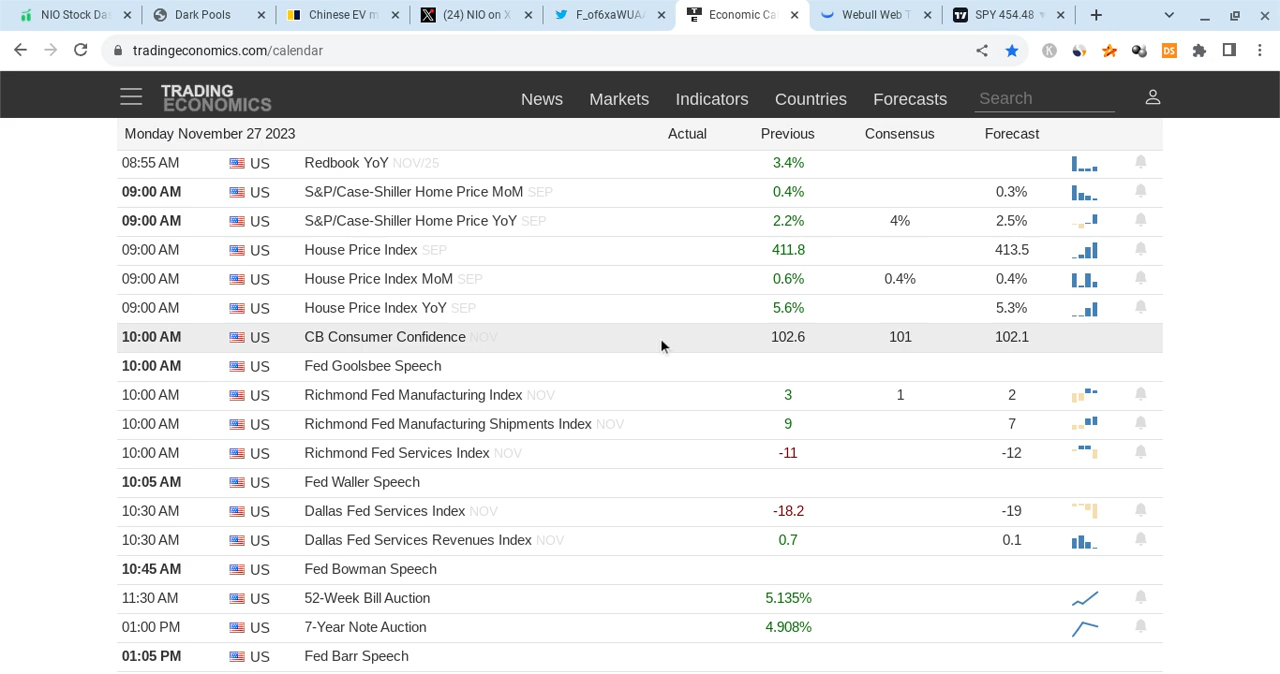 NIO Stock Da
Dark Pools
Chinese EV m
(24) NIO on X
F_of6xaWUAA
Economic Ca
Webull Web T
SPY 454.48
tradingeconomics.com/calendar
TRADING ECONOMICS
News Markets Indicators Countries Forecasts Search
Monday November 27 2023 Actual Previous Consensus Forecast
08:55 AM US Redbook YoY NOV/25 3.4%
09:00 AM US S&P/Case-Shiller Home Price MoM SEP 0.4% 0.3%
09:00 AM US S&P/Case-Shiller Home Price YoY SEP 2.2% 4% 2.5%
09:00 AM US House Price Index SEP 411.8 413.5
09:00 AM US House Price Index MoM SEP 0.6% 0.4% 0.4%
09:00 AM US House Price Index YoY SEP 5.6% 5.3%
10:00 AM US CB Consumer Confidence NOV 102.6 101 102.1
10:00 AM US Fed Goolsbee Speech
10:00 AM US Richmond Fed Manufacturing Index NOV 3 1 2
10:00 AM US Richmond Fed Manufacturing Shipments Index NOV 9 7
10:00 AM US Richmond Fed Services Index NOV -11 -12
10:05 AM US Fed Waller Speech
10:30 AM US Dallas Fed Services Index NOV -18.2 -19
10:30 AM US Dallas Fed Services Revenues Index NOV 0.7 0.1
10:45 AM US Fed Bowman Speech
11:30 AM US 52-Week Bill Auction 5.135%
01:00 PM US 7-Year Note Auction 4.908%
01:05 PM US Fed Barr Speech